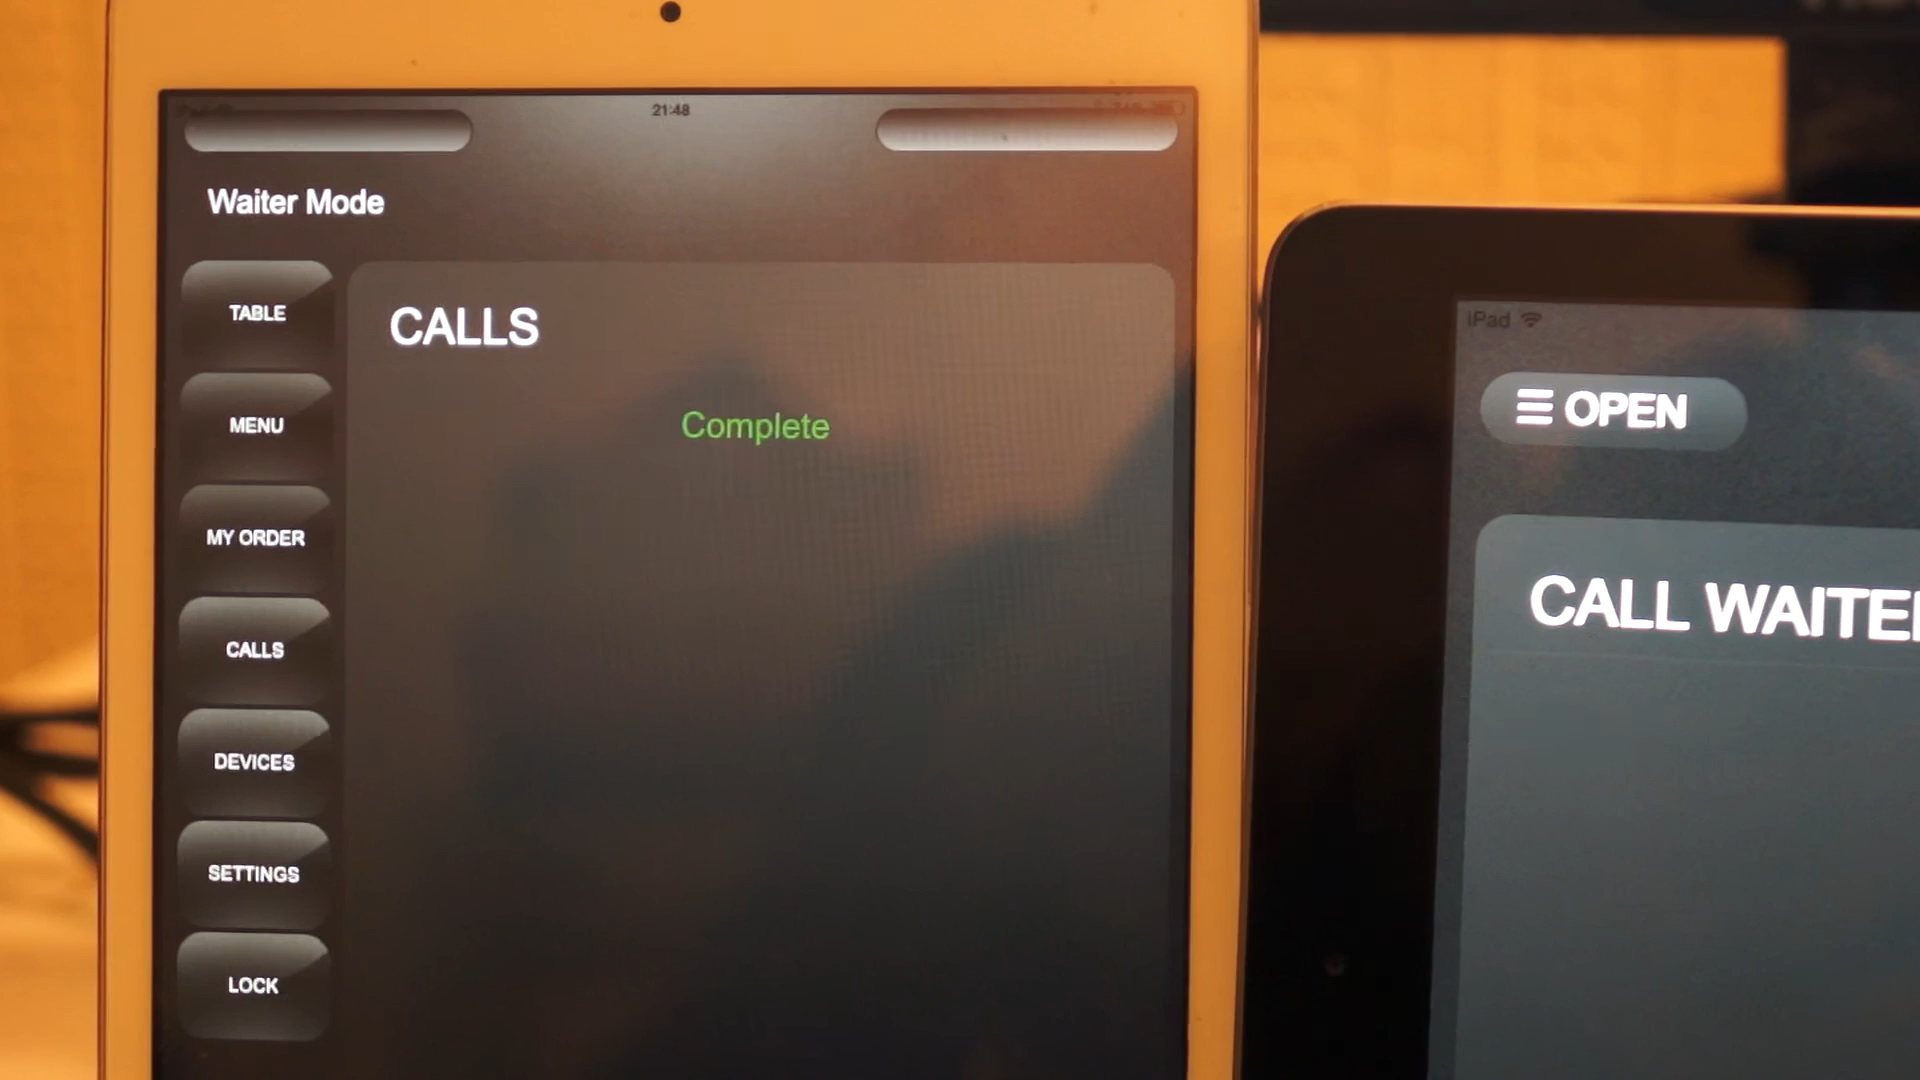 21:48
Waiter Mode
TABLE
MENU
MY ORDER
CALLS
DEVICES
SETTINGS
LOCK
CALLS
Complete
iPad
OPEN
CALL WAITE